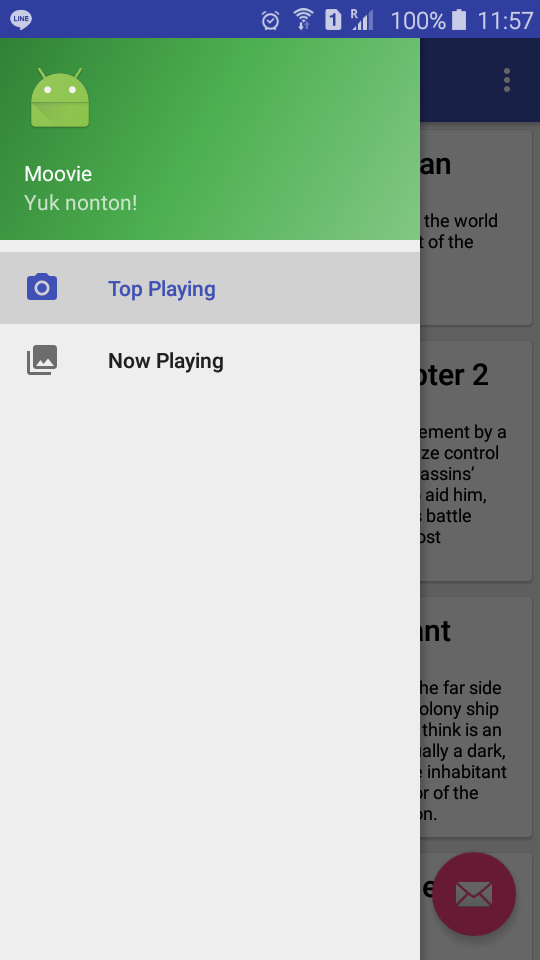 LINE
1 R 100% 11:57
Moovie
Yuk nonton!
Top Playing
Now Playing
an
the world
t of the
pter 2
ement by a
ze control
assins’
aid him,
s battle
ost
ant
he far side
olony ship
think is an
ally a dark,
e inhabitant
or of the
on.
e